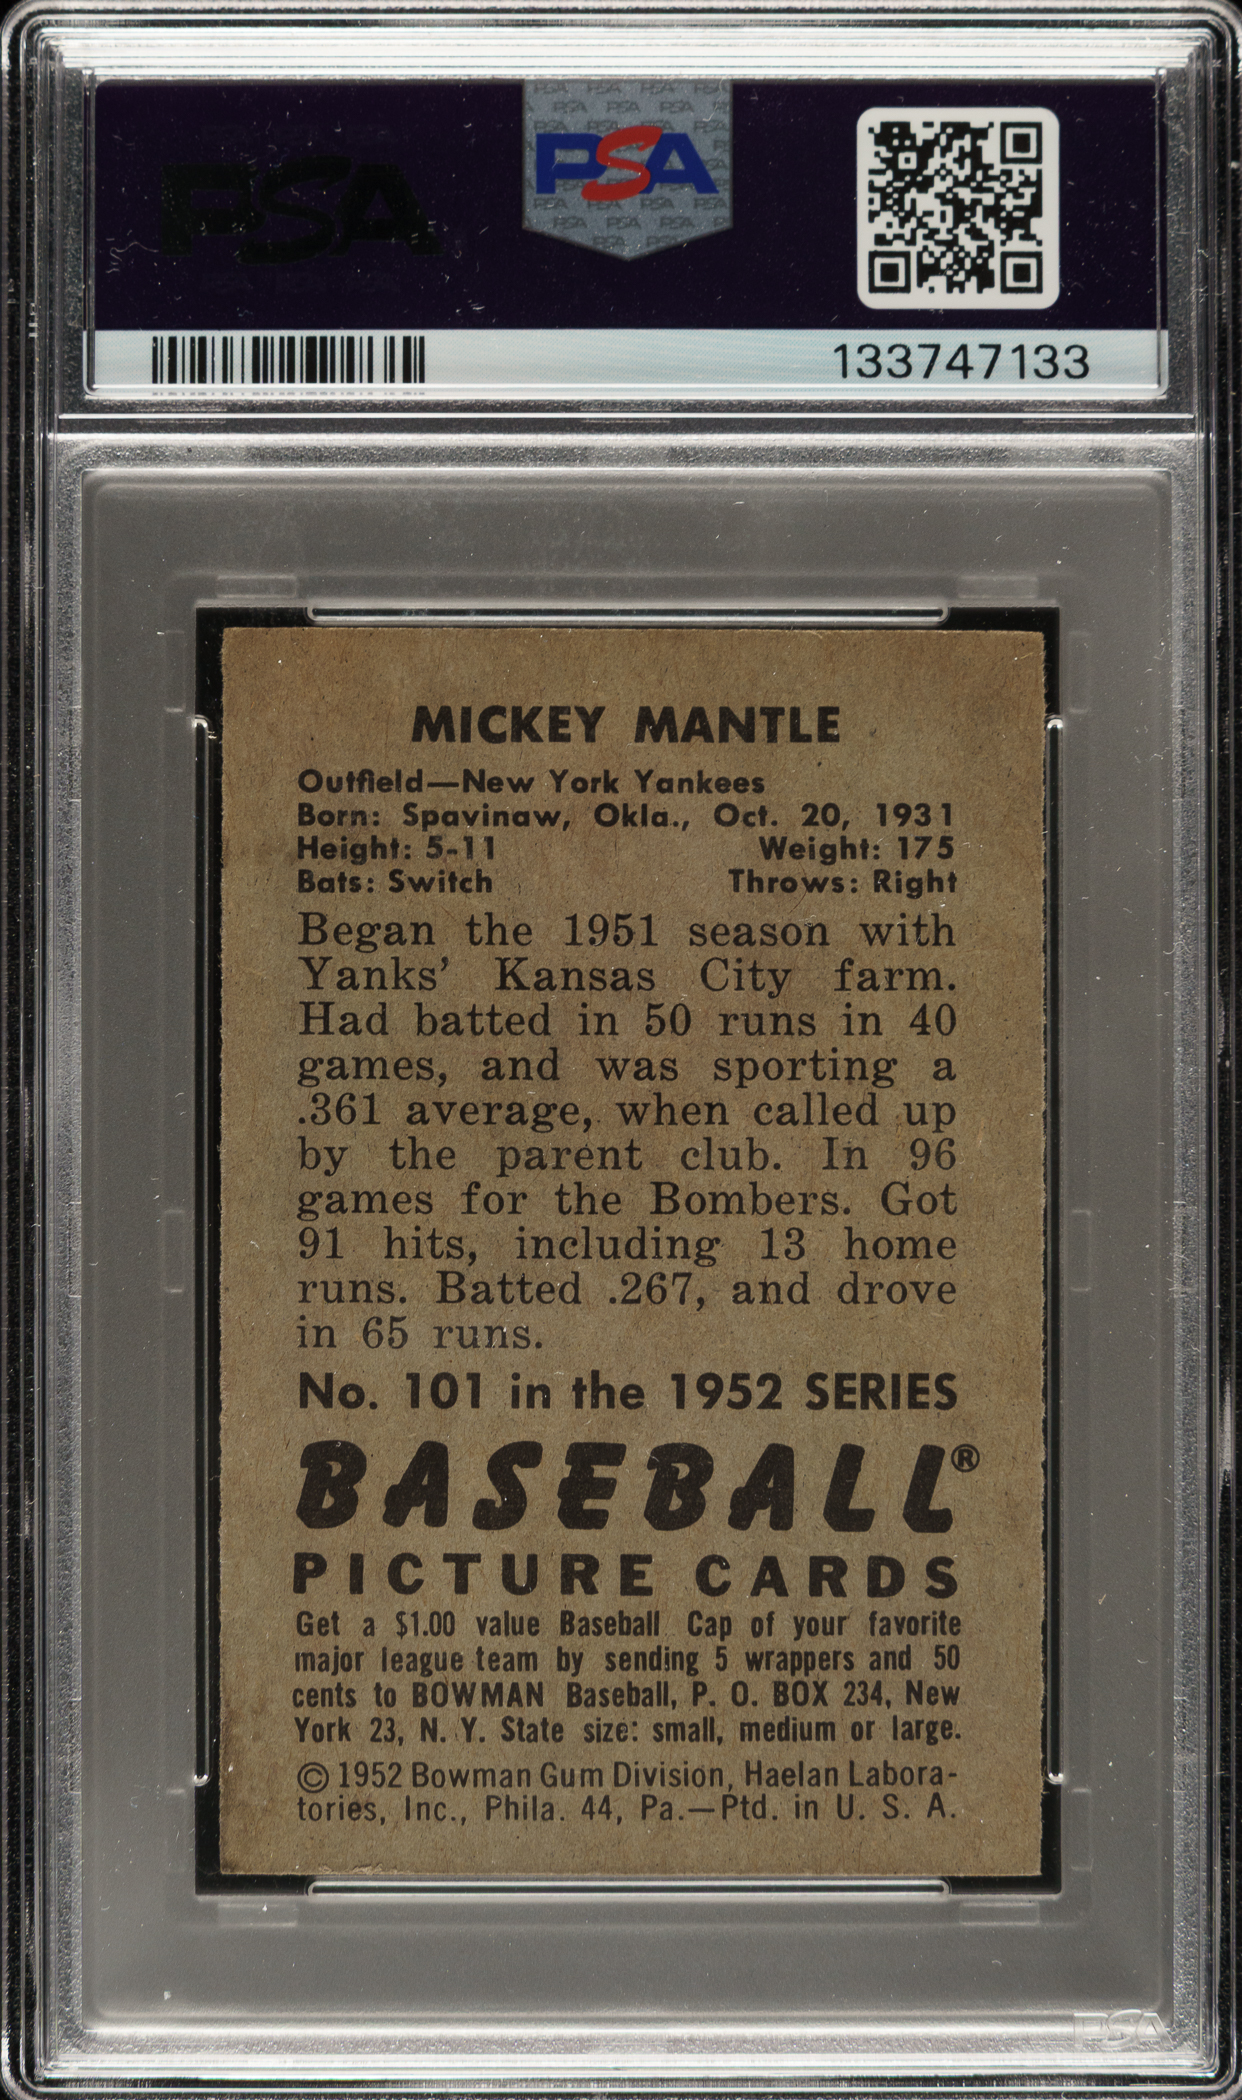 PSA
PSA
133747133
MICKEY MANTLE
Outfield—New York Yankees
Born: Spavinaw, Okla., Oct. 20, 1931
Height: 5-11 Weight: 175
Bats: Switch Throws: Right
Began the 1951 season with
Yanks' Kansas City farm.
Had batted in 50 runs in 40
games, and was sporting a
.361 average, when called up
by the parent club. In 96
games for the Bombers. Got
91 hits, including 13 home
runs. Batted .267, and drove
in 65 runs.
No. 101 in the 1952 SERIES
BASEBALL®
PICTURE CARDS
Get a $1.00 value Baseball Cap of your favorite
major league team by sending 5 wrappers and 50
cents to BOWMAN Baseball, P. O. BOX 234, New
York 23, N. Y. State size: small, medium or large.
© 1952 Bowman Gum Division, Haelan Labora-
tories, Inc., Phila. 44, Pa.—Ptd. in U. S. A.
PSA